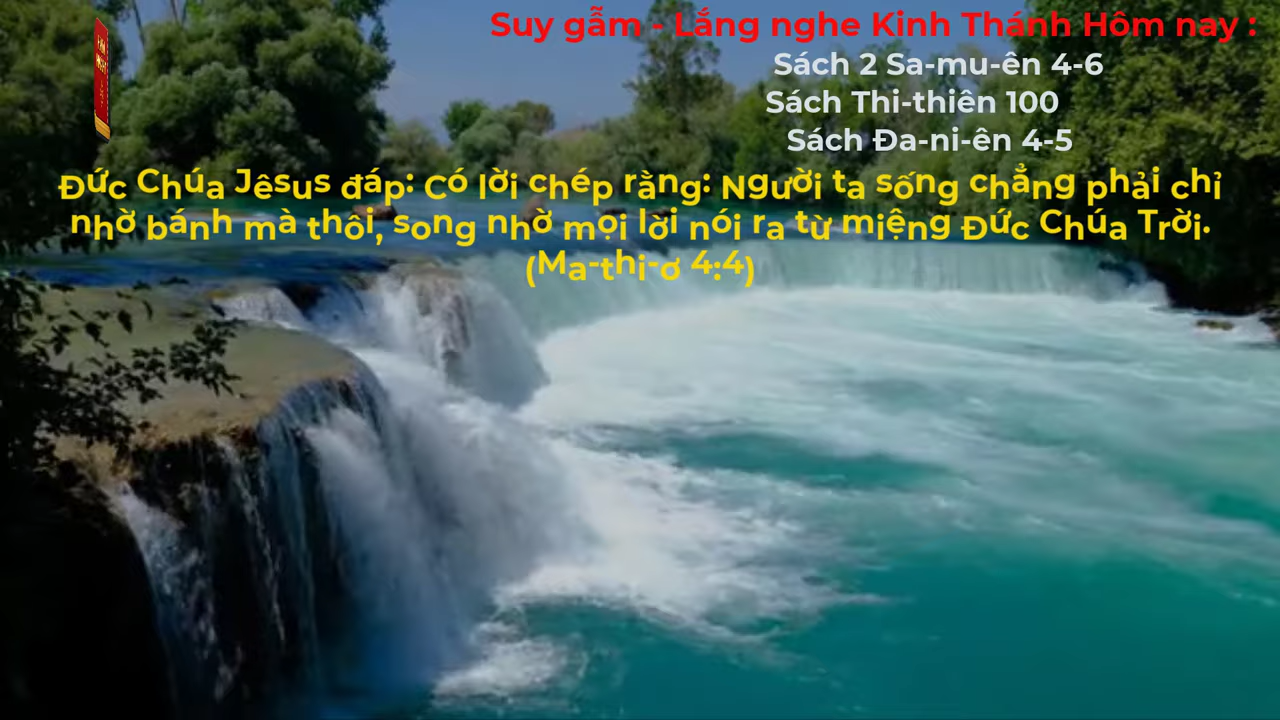 Suy gẫm - Lắng nghe Kinh Thánh Hôm nay :
Sách 2 Sa-mu-ên 4-6
Sách Thi-thiên 100
Sách Đa-ni-ên 4-5
Đức Chúa Jêsus đáp: Có lời chép rằng: Người ta sống chẳng phải chỉ
nhờ bánh mà thôi, song nhờ mọi lời nói ra từ miệng Đức Chúa Trời.
(Ma-thi-ơ 4:4)